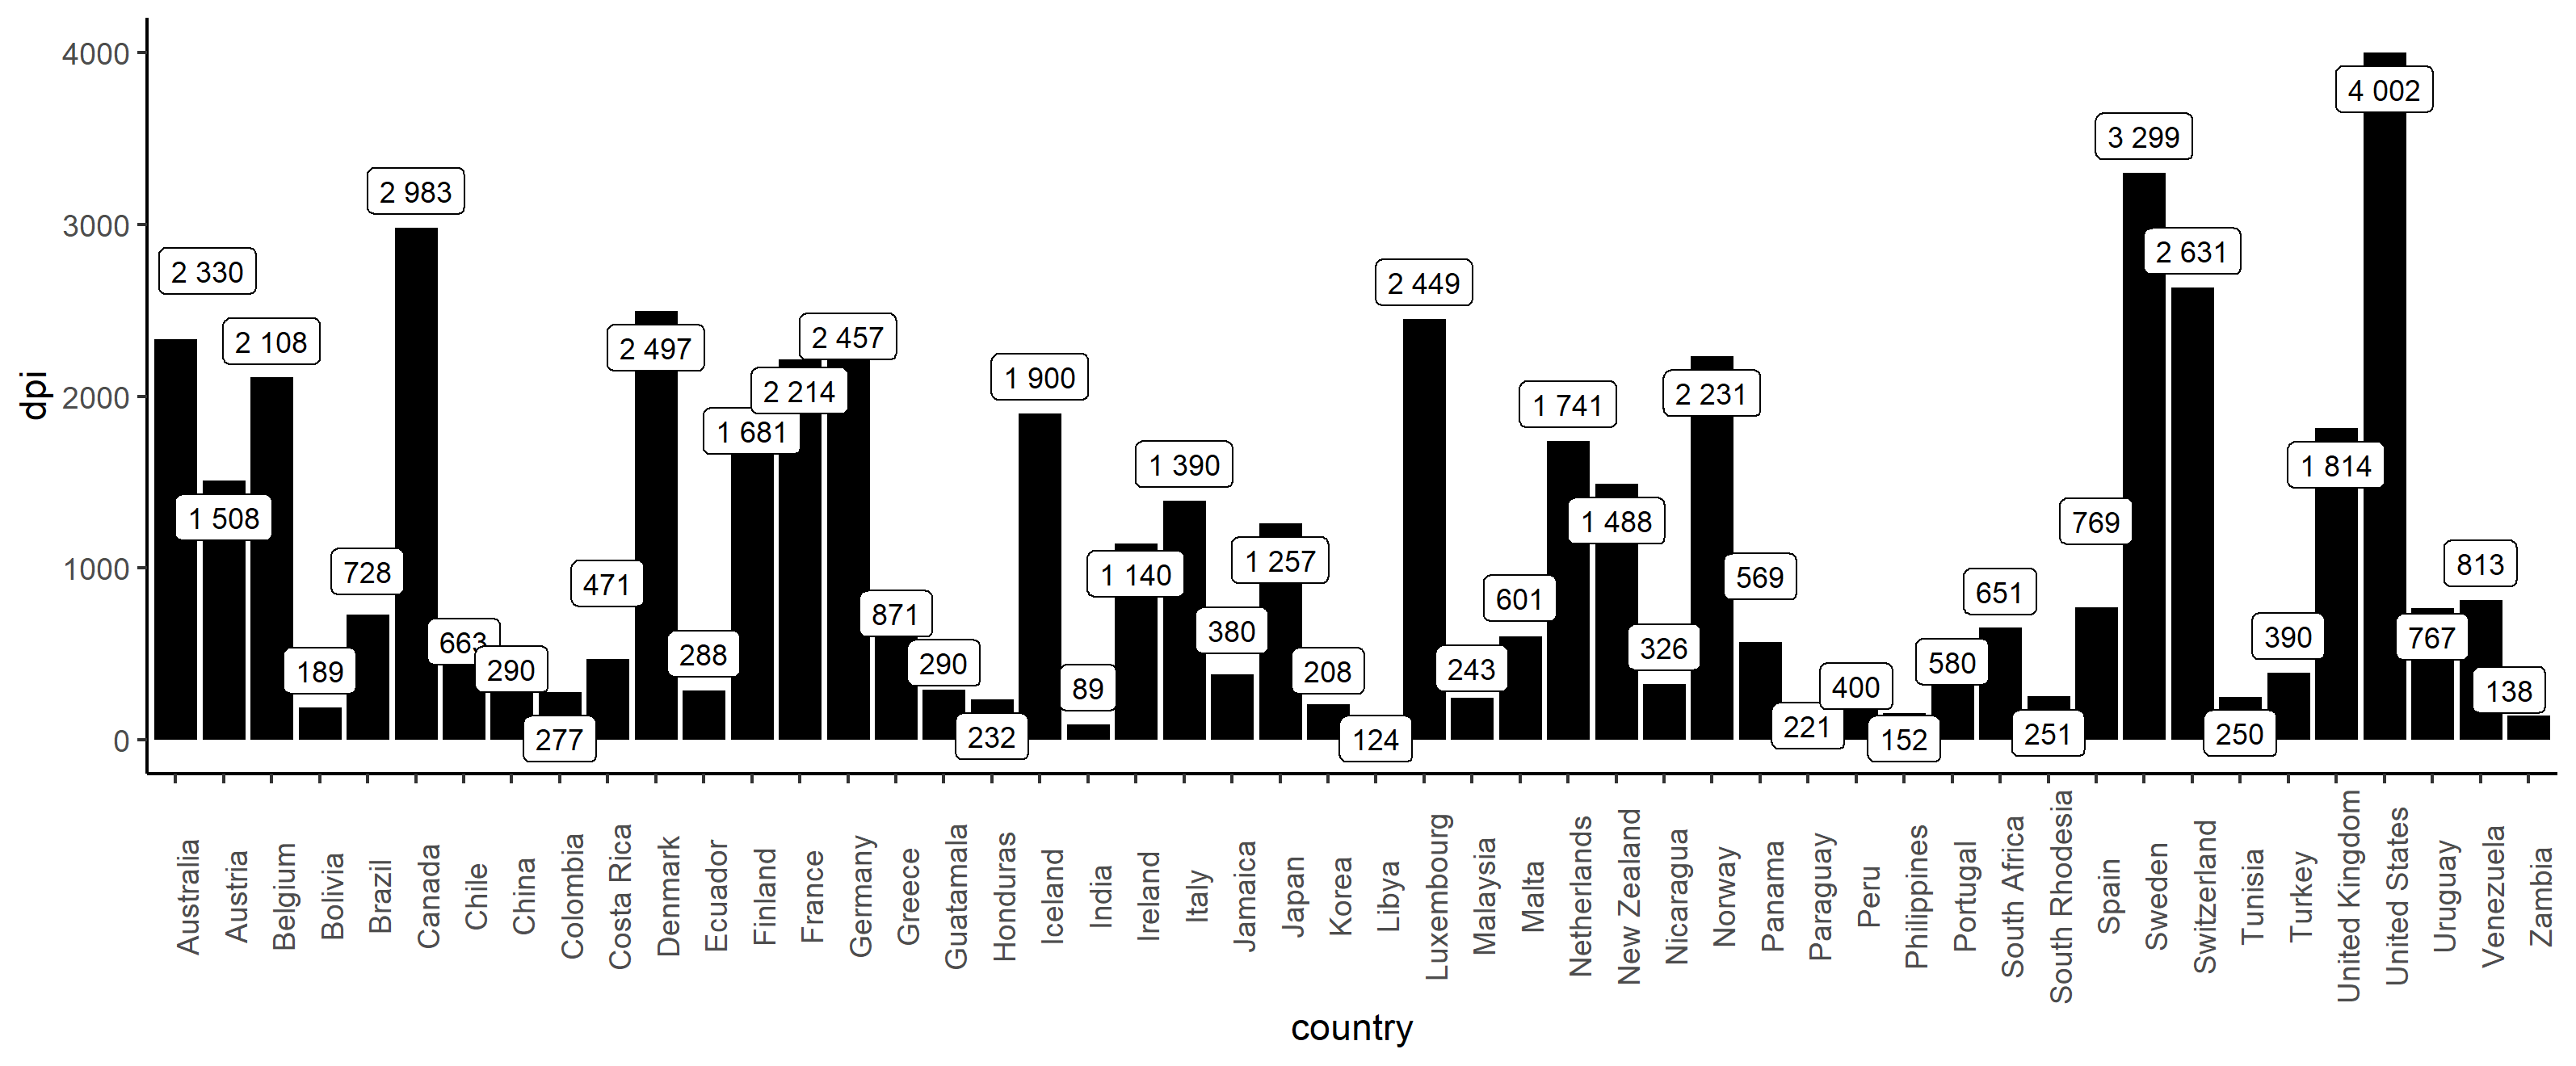 dpi
4000
3000
2000
1000
0
2 330
1 508
2 108
189
728
2 983
663
290
277
471
2 497
288
1 681
2 214
2 457
871
290
232
1 900
89
1 140
1 390
380
1 257
208
124
2 449
243
601
1 741
1 488
326
2 231
569
221
400
152
580
651
251
769
3 299
2 631
250
390
1 814
4 002
767
813
138
Australia
Austria
Belgium
Bolivia
Brazil
Canada
Chile
China
Colombia
Costa Rica
Denmark
Ecuador
Finland
France
Germany
Greece
Guatamala
Honduras
Iceland
India
Ireland
Italy
Jamaica
Japan
Korea
Libya
Luxembourg
Malaysia
Malta
Netherlands
New Zealand
Nicaragua
Norway
Panama
Paraguay
Peru
Philippines
Portugal
South Africa
South Rhodesia
Spain
Sweden
Switzerland
Tunisia
Turkey
United Kingdom
United States
Uruguay
Venezuela
Zambia
country